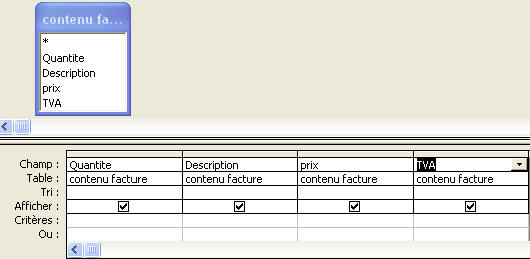 contenu fa...
*
Quantite
Description
prix
TVA
Champ : Quantite Description prix TVA
Table : contenu facture contenu facture contenu facture contenu facture
Tri :
Afficher :
Critères :
Ou :